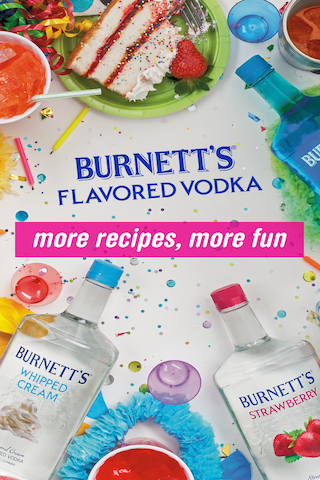 BURNETT'S®
FLAVORED VODKA
more recipes, more fun
BURNETT'S
WHIPPED
CREAM
BURNETT'S
STRAWBERRY